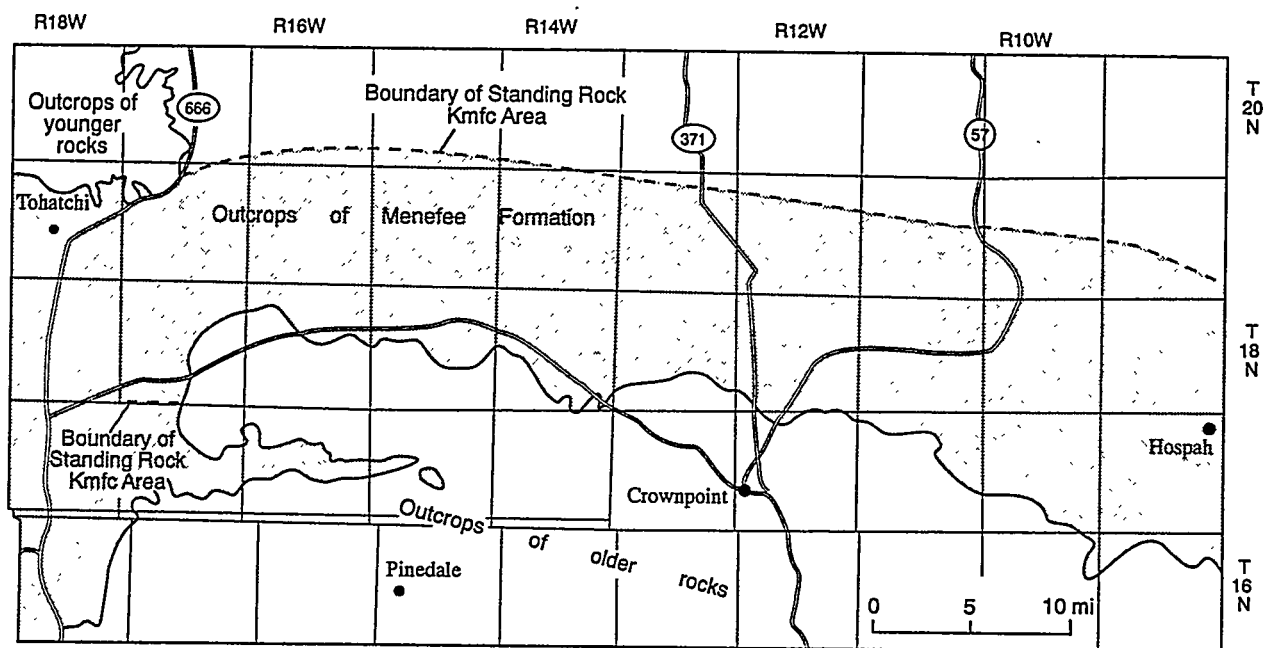 R18W
R16W
R14W
R12W
R10W
T
20
N
Outcrops of
younger
rocks
666
Boundary of Standing Rock
Kmfc Area
371
57
Tohatchi
Outcrops of Menefee Formation
T
18
N
Boundary of
Standing Rock
Kmfc Area
Hospah
Crownpoint
Outcrops of older rocks
Pinedale
T
16
N
0 5 10 mi